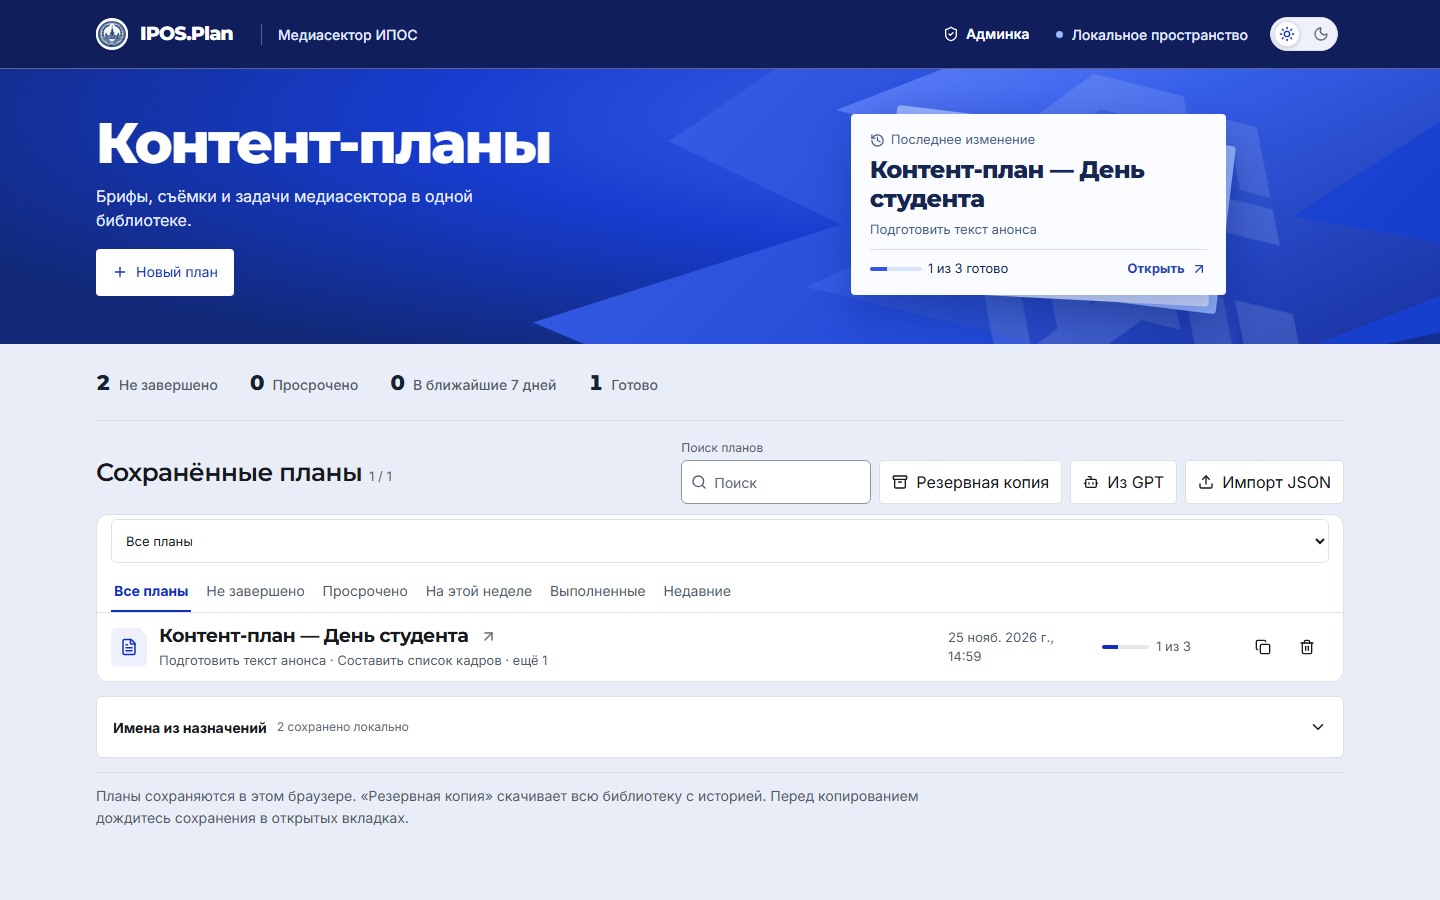 IPOS.Plan
Медиасектор ИПОС
Админка
Локальное пространство
Контент-планы
Брифы, съёмки и задачи медиасектора в одной
библиотеке.
Новый план
Последнее изменение
Контент-план — День
студента
Подготовить текст анонса
1 из 3 готово
Открыть
2 Не завершено
0 Просрочено
0 В ближайшие 7 дней
1 Готово
Сохранённые планы 1 / 1
Поиск планов
Поиск
Резервная копия
Из GPT
Импорт JSON
Все планы
Все планы
Не завершено
Просрочено
На этой неделе
Выполненные
Недавние
Контент-план — День студента
Подготовить текст анонса · Составить список кадров · ещё 1
25 нояб. 2026 г.,
14:59
1 из 3
Имена из назначений 2 сохранено локально
Планы сохраняются в этом браузере. «Резервная копия» скачивает всю библиотеку с историей. Перед копированием
дождитесь сохранения в открытых вкладках.